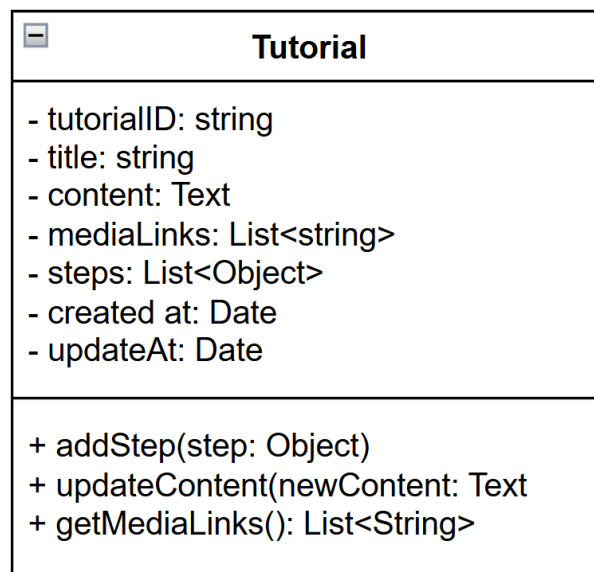 Tutorial
- tutorialID: string
- title: string
- content: Text
- mediaLinks: List<string>
- steps: List<Object>
- created at: Date
- updateAt: Date
+ addStep(step: Object)
+ updateContent(newContent: Text
+ getMediaLinks(): List<String>